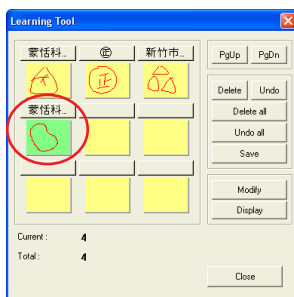 Learning Tool
蒙恬科... ㊣ 新竹市...
蒙恬科...
PgUp PgDn
Delete Undo
Delete all
Undo all
Save
Modify
Display
Current : 4
Total : 4
Close